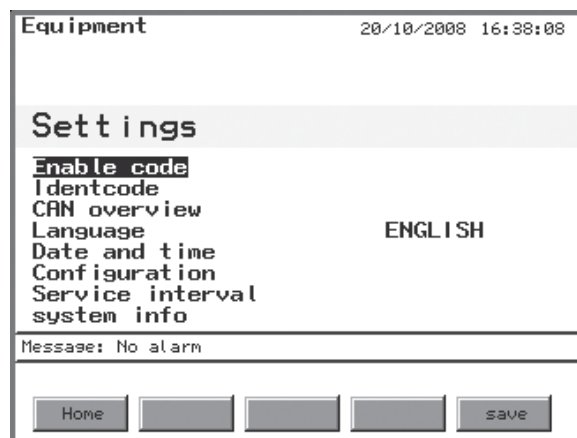 Equipment 20/10/2008 16:38:08
Settings
Enable code
Identcode
CAN overview
Language ENGLISH
Date and time
Configuration
Service interval
system info
Message: No alarm
Home save